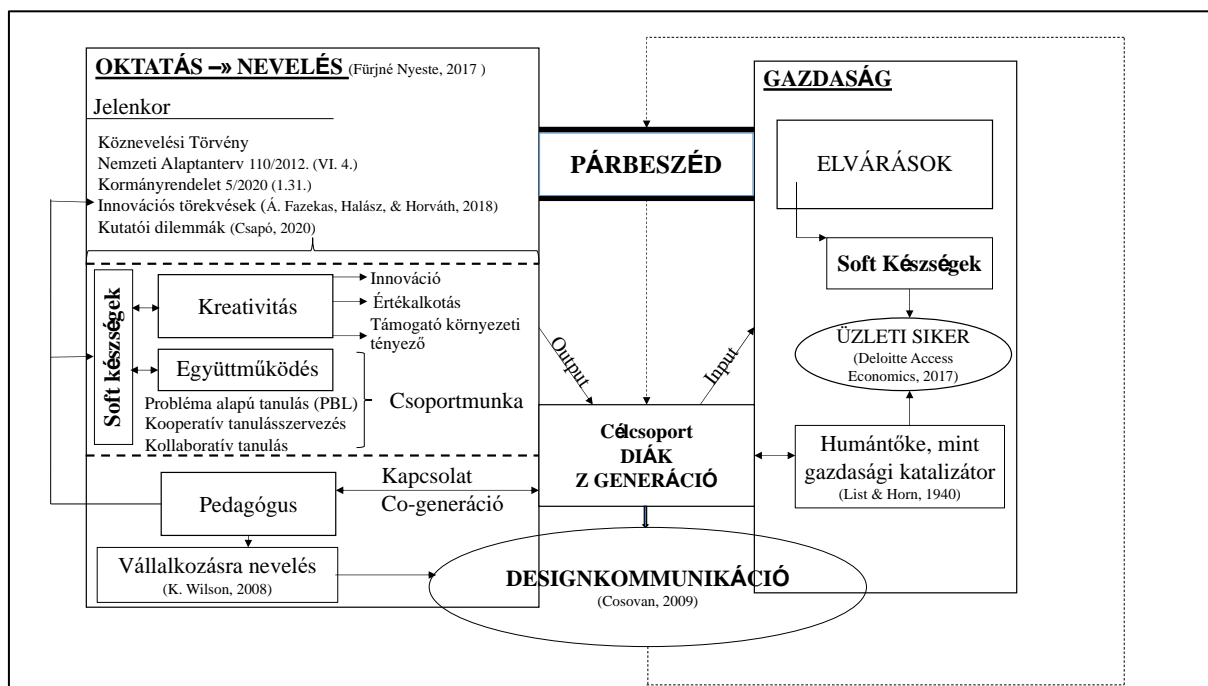 OKTATÁS –» NEVELÉS (Fürjné Nyeste, 2017 )
Jelenkor
Köznevelési Törvény
Nemzeti Alaptanterv 110/2012. (VI. 4.)
Kormányrendelet 5/2020 (1.31.)
Innovációs törekvések (Á. Fazekas, Halász, & Horváth, 2018)
Kutatói dilemmák (Csapó, 2020)
Soft készségek
Kreativitás
Innováció
Értékalkotás
Támogató környezeti
tényező
Együttműködés
Probléma alapú tanulás (PBL)
Kooperatív tanulásszervezés
Kollaboratív tanulás
Csoportmunka
Pedagógus
Kapcsolat
Co-generáció
Vállalkozásra nevelés
(K. Wilson, 2008)
PÁRBESZÉD
Output
Input
Célcsoport
DIÁK
Z GENERÁCIÓ
DESIGNKOMMUNIKÁCIÓ
(Cosovan, 2009)
GAZDASÁG
ELVÁRÁSOK
Soft Készségek
ÜZLETI SIKER
(Deloitte Access
Economics, 2017)
Humántőke, mint
gazdasági katalizátor
(List & Horn, 1940)